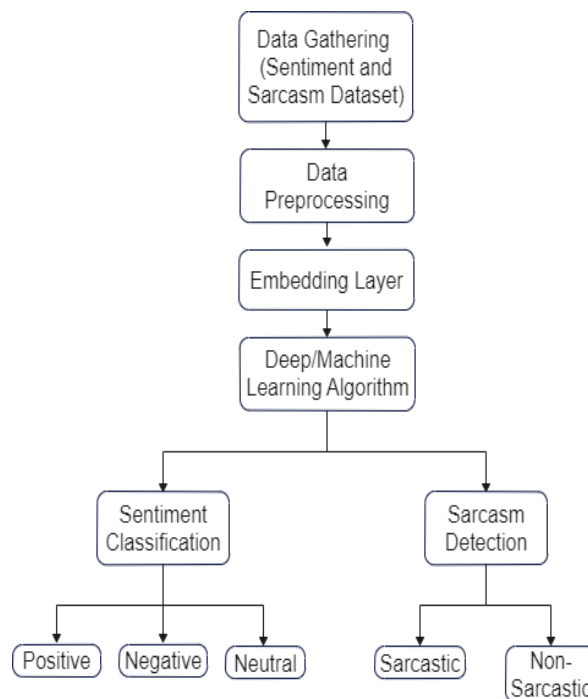 Data Gathering
(Sentiment and
Sarcasm Dataset)
Data
Preprocessing
Embedding Layer
Deep/Machine
Learning Algorithm
Sentiment
Classification
Sarcasm
Detection
Positive
Negative
Neutral
Sarcastic
Non-
Sarcastic